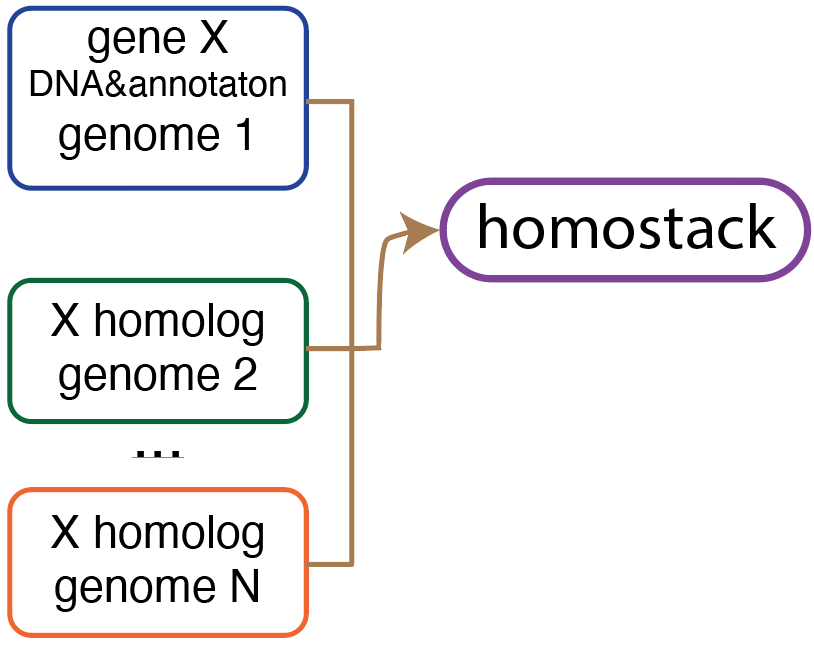 gene X
DNA&annotaton
genome 1
X homolog
genome 2
...
X homolog
genome N
homostack